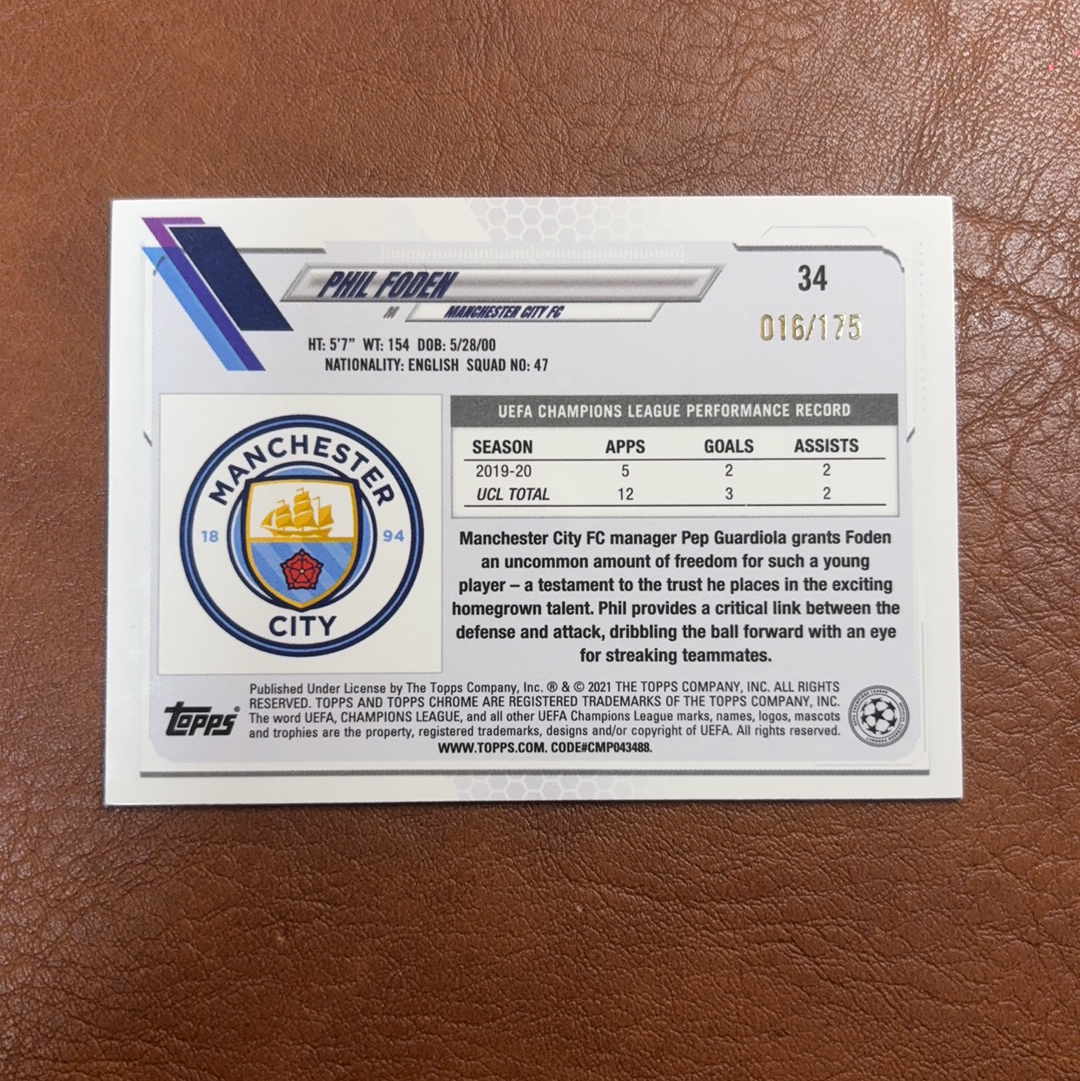 PHIL FODEN
34
M MANCHESTER CITY FC
016/175
HT: 5'7" WT: 154 DOB: 5/28/00
NATIONALITY: ENGLISH SQUAD NO: 47
MANCHESTER
18 94
CITY
UEFA CHAMPIONS LEAGUE PERFORMANCE RECORD
SEASON APPS GOALS ASSISTS
2019-20 5 2 2
UCL TOTAL 12 3 2
Manchester City FC manager Pep Guardiola grants Foden
an uncommon amount of freedom for such a young
player – a testament to the trust he places in the exciting
homegrown talent. Phil provides a critical link between the
defense and attack, dribbling the ball forward with an eye
for streaking teammates.
topps®
Published Under License by The Topps Company, Inc. ® & © 2021 THE TOPPS COMPANY, INC. ALL RIGHTS
RESERVED. TOPPS AND TOPPS CHROME ARE REGISTERED TRADEMARKS OF THE TOPPS COMPANY, INC.
The word UEFA, CHAMPIONS LEAGUE, and all other UEFA Champions League marks, names, logos, mascots
and trophies are the property, registered trademarks, designs and/or copyright of UEFA. All rights reserved.
WWW.TOPPS.COM. CODE#CMP043488.